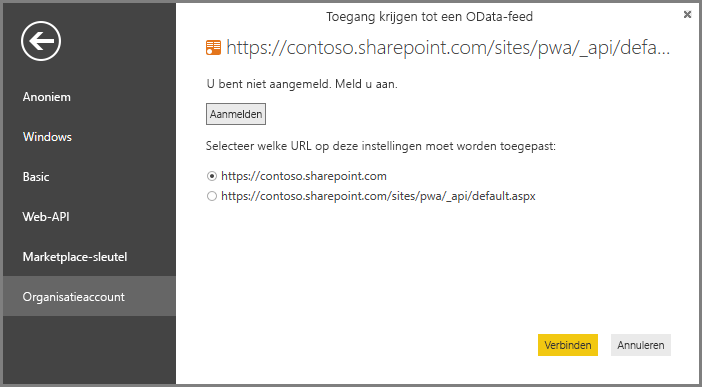 Toegang krijgen tot een OData-feed
https://contoso.sharepoint.com/sites/pwa/_api/defa...
U bent niet aangemeld. Meld u aan.
Aanmelden
Selecteer welke URL op deze instellingen moet worden toegepast:
https://contoso.sharepoint.com
https://contoso.sharepoint.com/sites/pwa/_api/default.aspx
Anoniem
Windows
Basic
Web-API
Marketplace-sleutel
Organisatieaccount
Verbinden
Annuleren